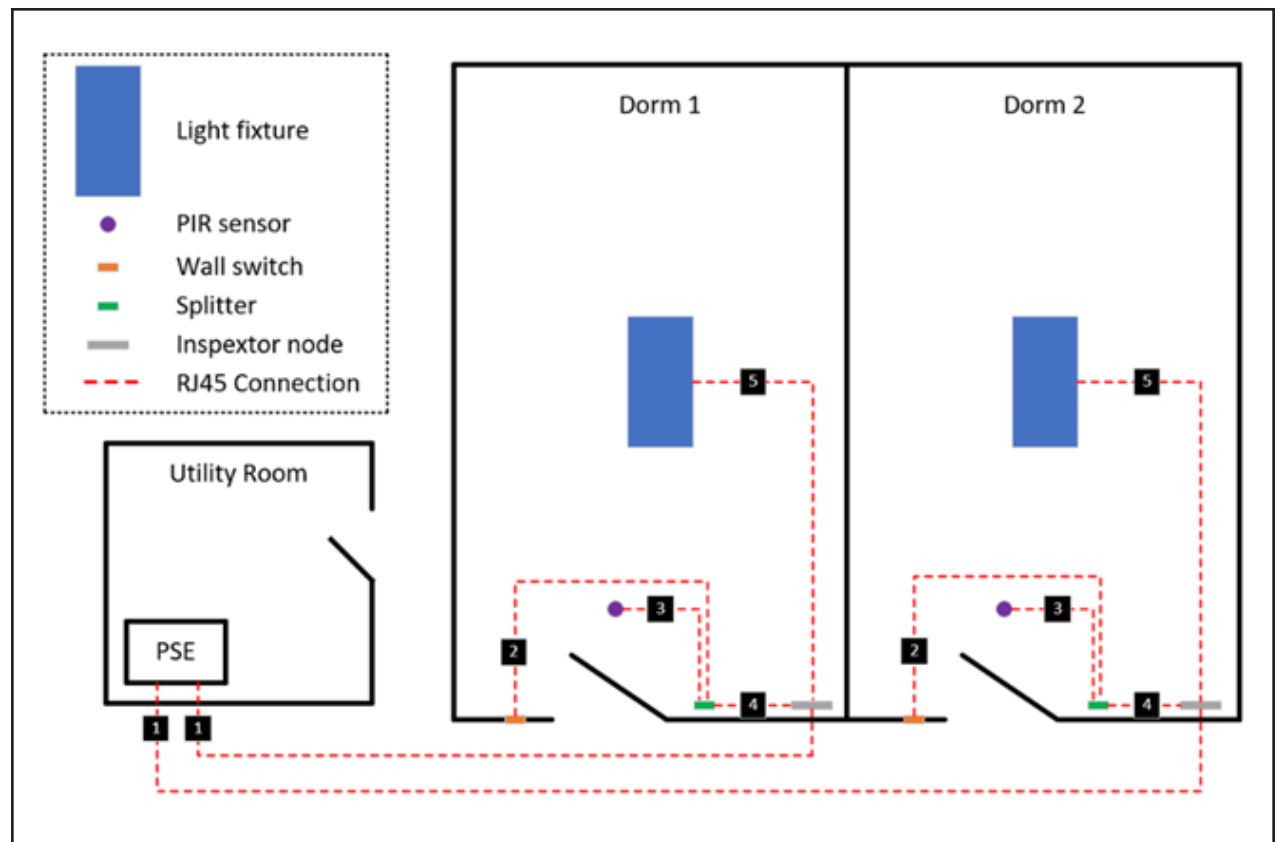 Light fixture
PIR sensor
Wall switch
Splitter
Inspextor node
RJ45 Connection
Utility Room
PSE
1 1
Dorm 1
5
3
2
4
Dorm 2
5
3
2
4